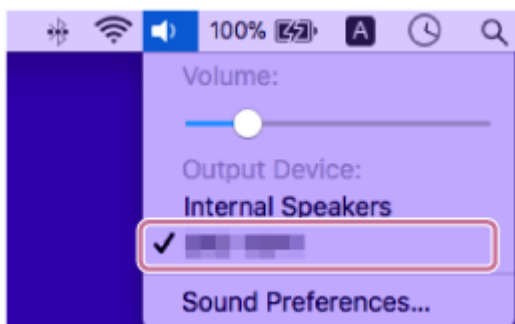 100% A
Volume:
Output Device:
Internal Speakers
Sound Preferences...